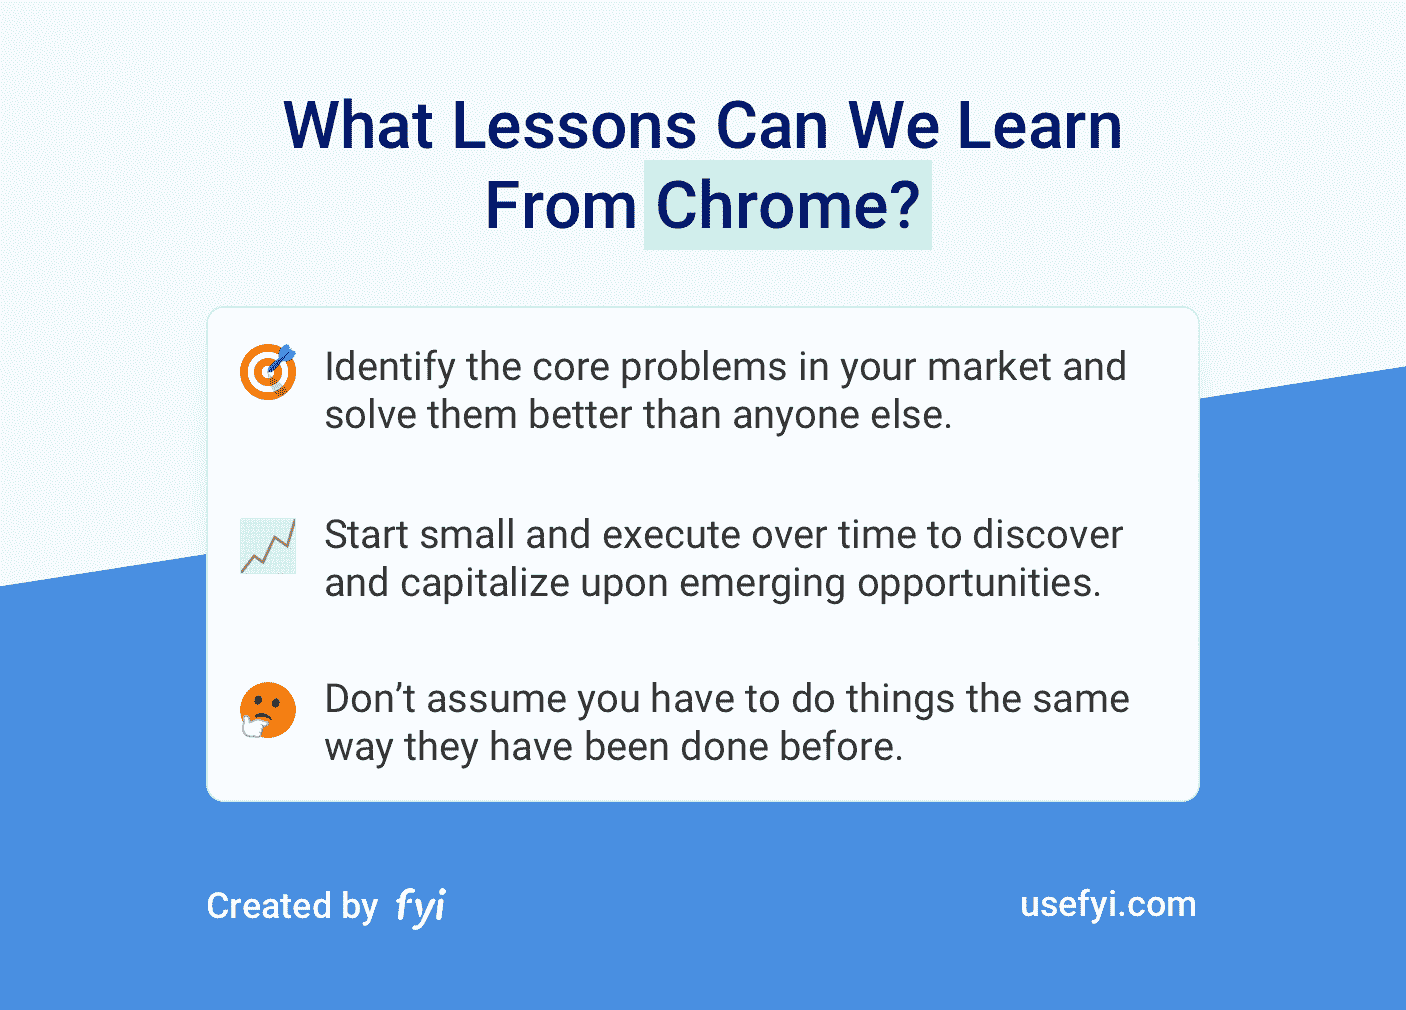 What Lessons Can We Learn
From Chrome?
Identify the core problems in your market and
solve them better than anyone else.
Start small and execute over time to discover
and capitalize upon emerging opportunities.
Don’t assume you have to do things the same
way they have been done before.
Created by fyi
usefyi.com